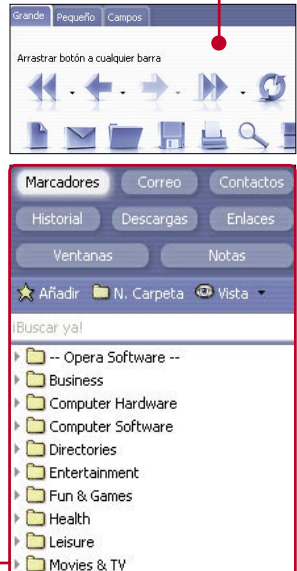 Grande Pequeño Campos
Arrastrar botón a cualquier barra
Marcadores Correo Contactos
Historial Descargas Enlaces
Ventanas Notas
Añadir N. Carpeta Vista
¡Buscar ya!
-- Opera Software --
Business
Computer Hardware
Computer Software
Directories
Entertainment
Fun & Games
Health
Leisure
Movies & TV